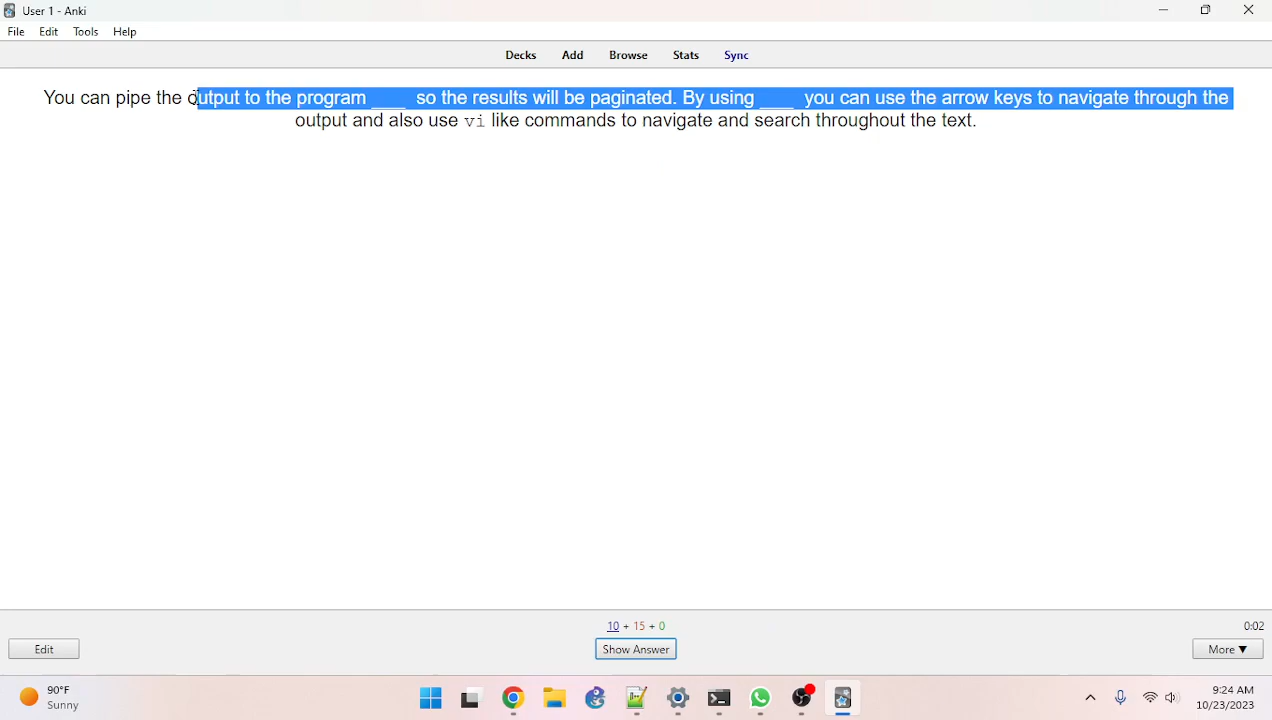 User 1 - Anki
File Edit Tools Help
Decks Add Browse Stats Sync
You can pipe the output to the program ____ so the results will be paginated. By using ____ you can use the arrow keys to navigate through the
output and also use vi like commands to navigate and search throughout the text.
10 + 15 + 0
0:02
Edit
Show Answer
More ▼
90°F
Sunny
9:24 AM
10/23/2023